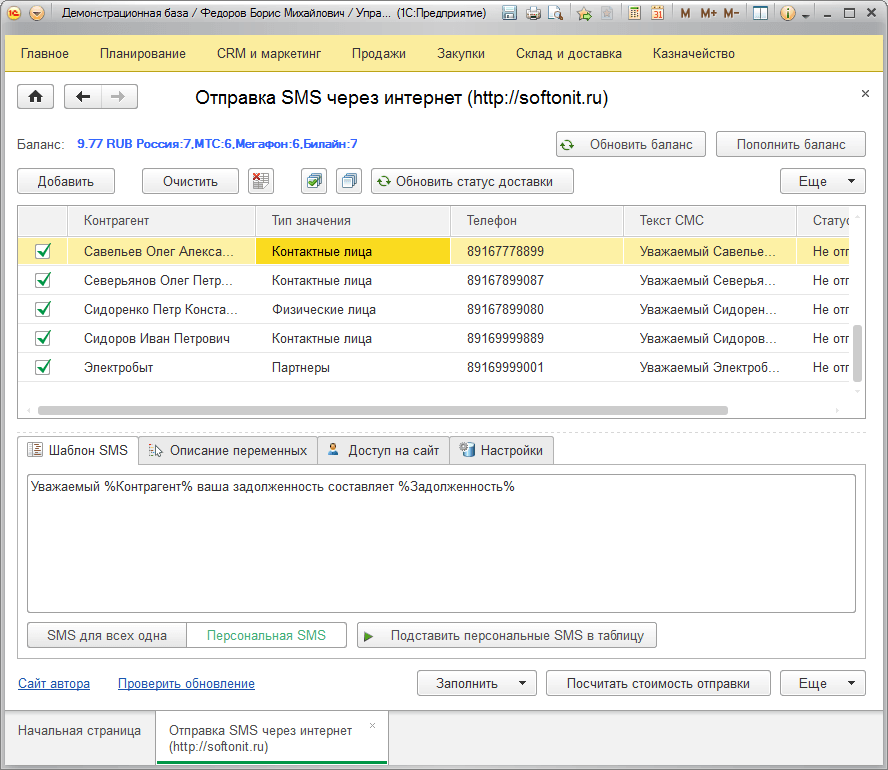 Демонстрационная база / Федоров Борис Михайлович / Упра... (1С:Предприятие)
M M+ M-
Главное Планирование CRM и маркетинг Продажи Закупки Склад и доставка Казначейство
Отправка SMS через интернет (http://softonit.ru)
Баланс: 9.77 RUB Россия:7,МТС:6,Мегафон:6,Билайн:7 Обновить баланс Пополнить баланс
Добавить Очистить Обновить статус доставки Еще
Контрагент Тип значения Телефон Текст СМС Статус
Савельев Олег Алекса... Контактные лица 89167778899 Уважаемый Савелье... Не отп
Северьянов Олег Петр... Контактные лица 89167899087 Уважаемый Северья... Не отп
Сидоренко Петр Конста... Физические лица 89167899080 Уважаемый Сидорен... Не отп
Сидоров Иван Петрович Контактные лица 89169999889 Уважаемый Сидоров... Не отп
Электробыт Партнеры 89169999001 Уважаемый Электроб... Не отп
Шаблон SMS Описание переменных Доступ на сайт Настройки
Уважаемый %Контрагент% ваша задолженность составляет %Задолженность%
SMS для всех одна Персональная SMS Подставить персональные SMS в таблицу
Сайт автора Проверить обновление Заполнить Посчитать стоимость отправки Еще
Начальная страница Отправка SMS через интернет
(http://softonit.ru)